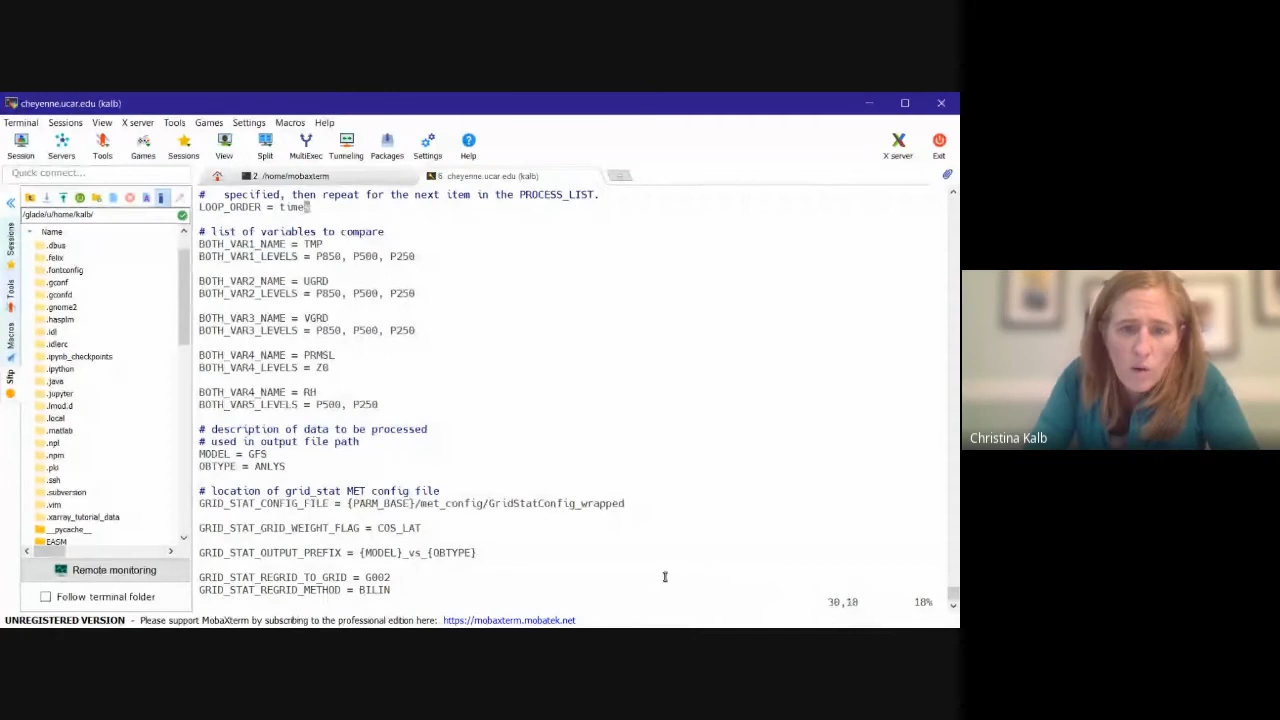 cheyenne.ucar.edu (kalb)
Terminal Sessions View X server Tools Games Settings Macros Help
Session Servers Tools Games Sessions View Split MultiExec Tunneling Packages Settings Help X server Exit
Quick connect...
2. /home/mobaxterm
6. cheyenne.ucar.edu (kalb)
/glade/u/home/kalb/
Sessions
Tools
Macros
Sftp
Name
.dbus
.felix
.fontconfig
.gconf
.gconfd
.gnome2
.hasplm
.idl
.idlerc
.ipynb_checkpoints
.ipython
.java
.jupyter
.lmod.d
.local
.matlab
.npl
.npm
.pki
.ssh
.subversion
.vim
.xarray_tutorial_data
__pycache__
EASM
Remote monitoring
Follow terminal folder
#   specified, then repeat for the next item in the PROCESS_LIST.
LOOP_ORDER = time
# list of variables to compare
BOTH_VAR1_NAME = TMP
BOTH_VAR1_LEVELS = P850, P500, P250
BOTH_VAR2_NAME = UGRD
BOTH_VAR2_LEVELS = P850, P500, P250
BOTH_VAR3_NAME = VGRD
BOTH_VAR3_LEVELS = P850, P500, P250
BOTH_VAR4_NAME = PRMSL
BOTH_VAR4_LEVELS = Z0
BOTH_VAR4_NAME = RH
BOTH_VAR5_LEVELS = P500, P250
# description of data to be processed
# used in output file path
MODEL = GFS
OBTYPE = ANLYS
# location of grid_stat MET config file
GRID_STAT_CONFIG_FILE = {PARM_BASE}/met_config/GridStatConfig_wrapped
GRID_STAT_GRID_WEIGHT_FLAG = COS_LAT
GRID_STAT_OUTPUT_PREFIX = {MODEL}_vs_{OBTYPE}
GRID_STAT_REGRID_TO_GRID = G002
GRID_STAT_REGRID_METHOD = BILIN
30,18 18%
UNREGISTERED VERSION - Please support MobaXterm by subscribing to the professional edition here: https://mobaxterm.mobatek.net
Christina Kalb